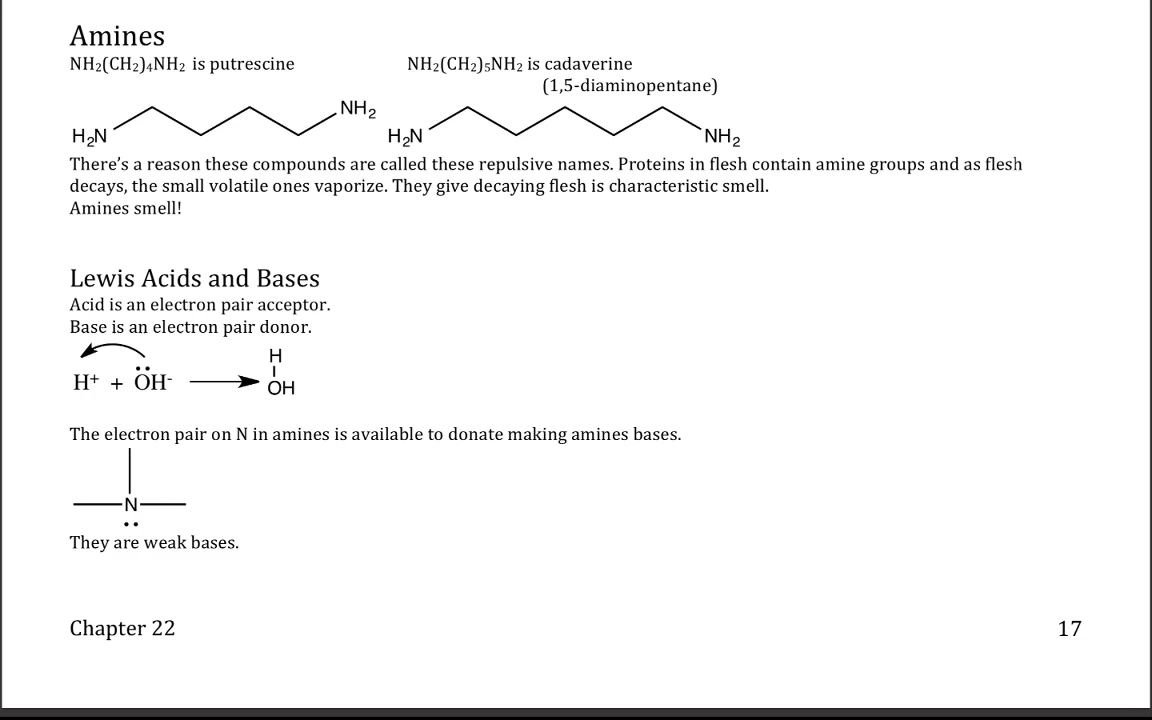 Amines
NH₂(CH₂)₄NH₂ is putrescine NH₂(CH₂)₅NH₂ is cadaverine
(1,5-diaminopentane)
NH₂
H₂N H₂N NH₂
There's a reason these compounds are called these repulsive names. Proteins in flesh contain amine groups and as flesh
decays, the small volatile ones vaporize. They give decaying flesh is characteristic smell.
Amines smell!
Lewis Acids and Bases
Acid is an electron pair acceptor.
Base is an electron pair donor.
H
H⁺ + ÖH⁻ OH
The electron pair on N in amines is available to donate making amines bases.
N
They are weak bases.
Chapter 22 17